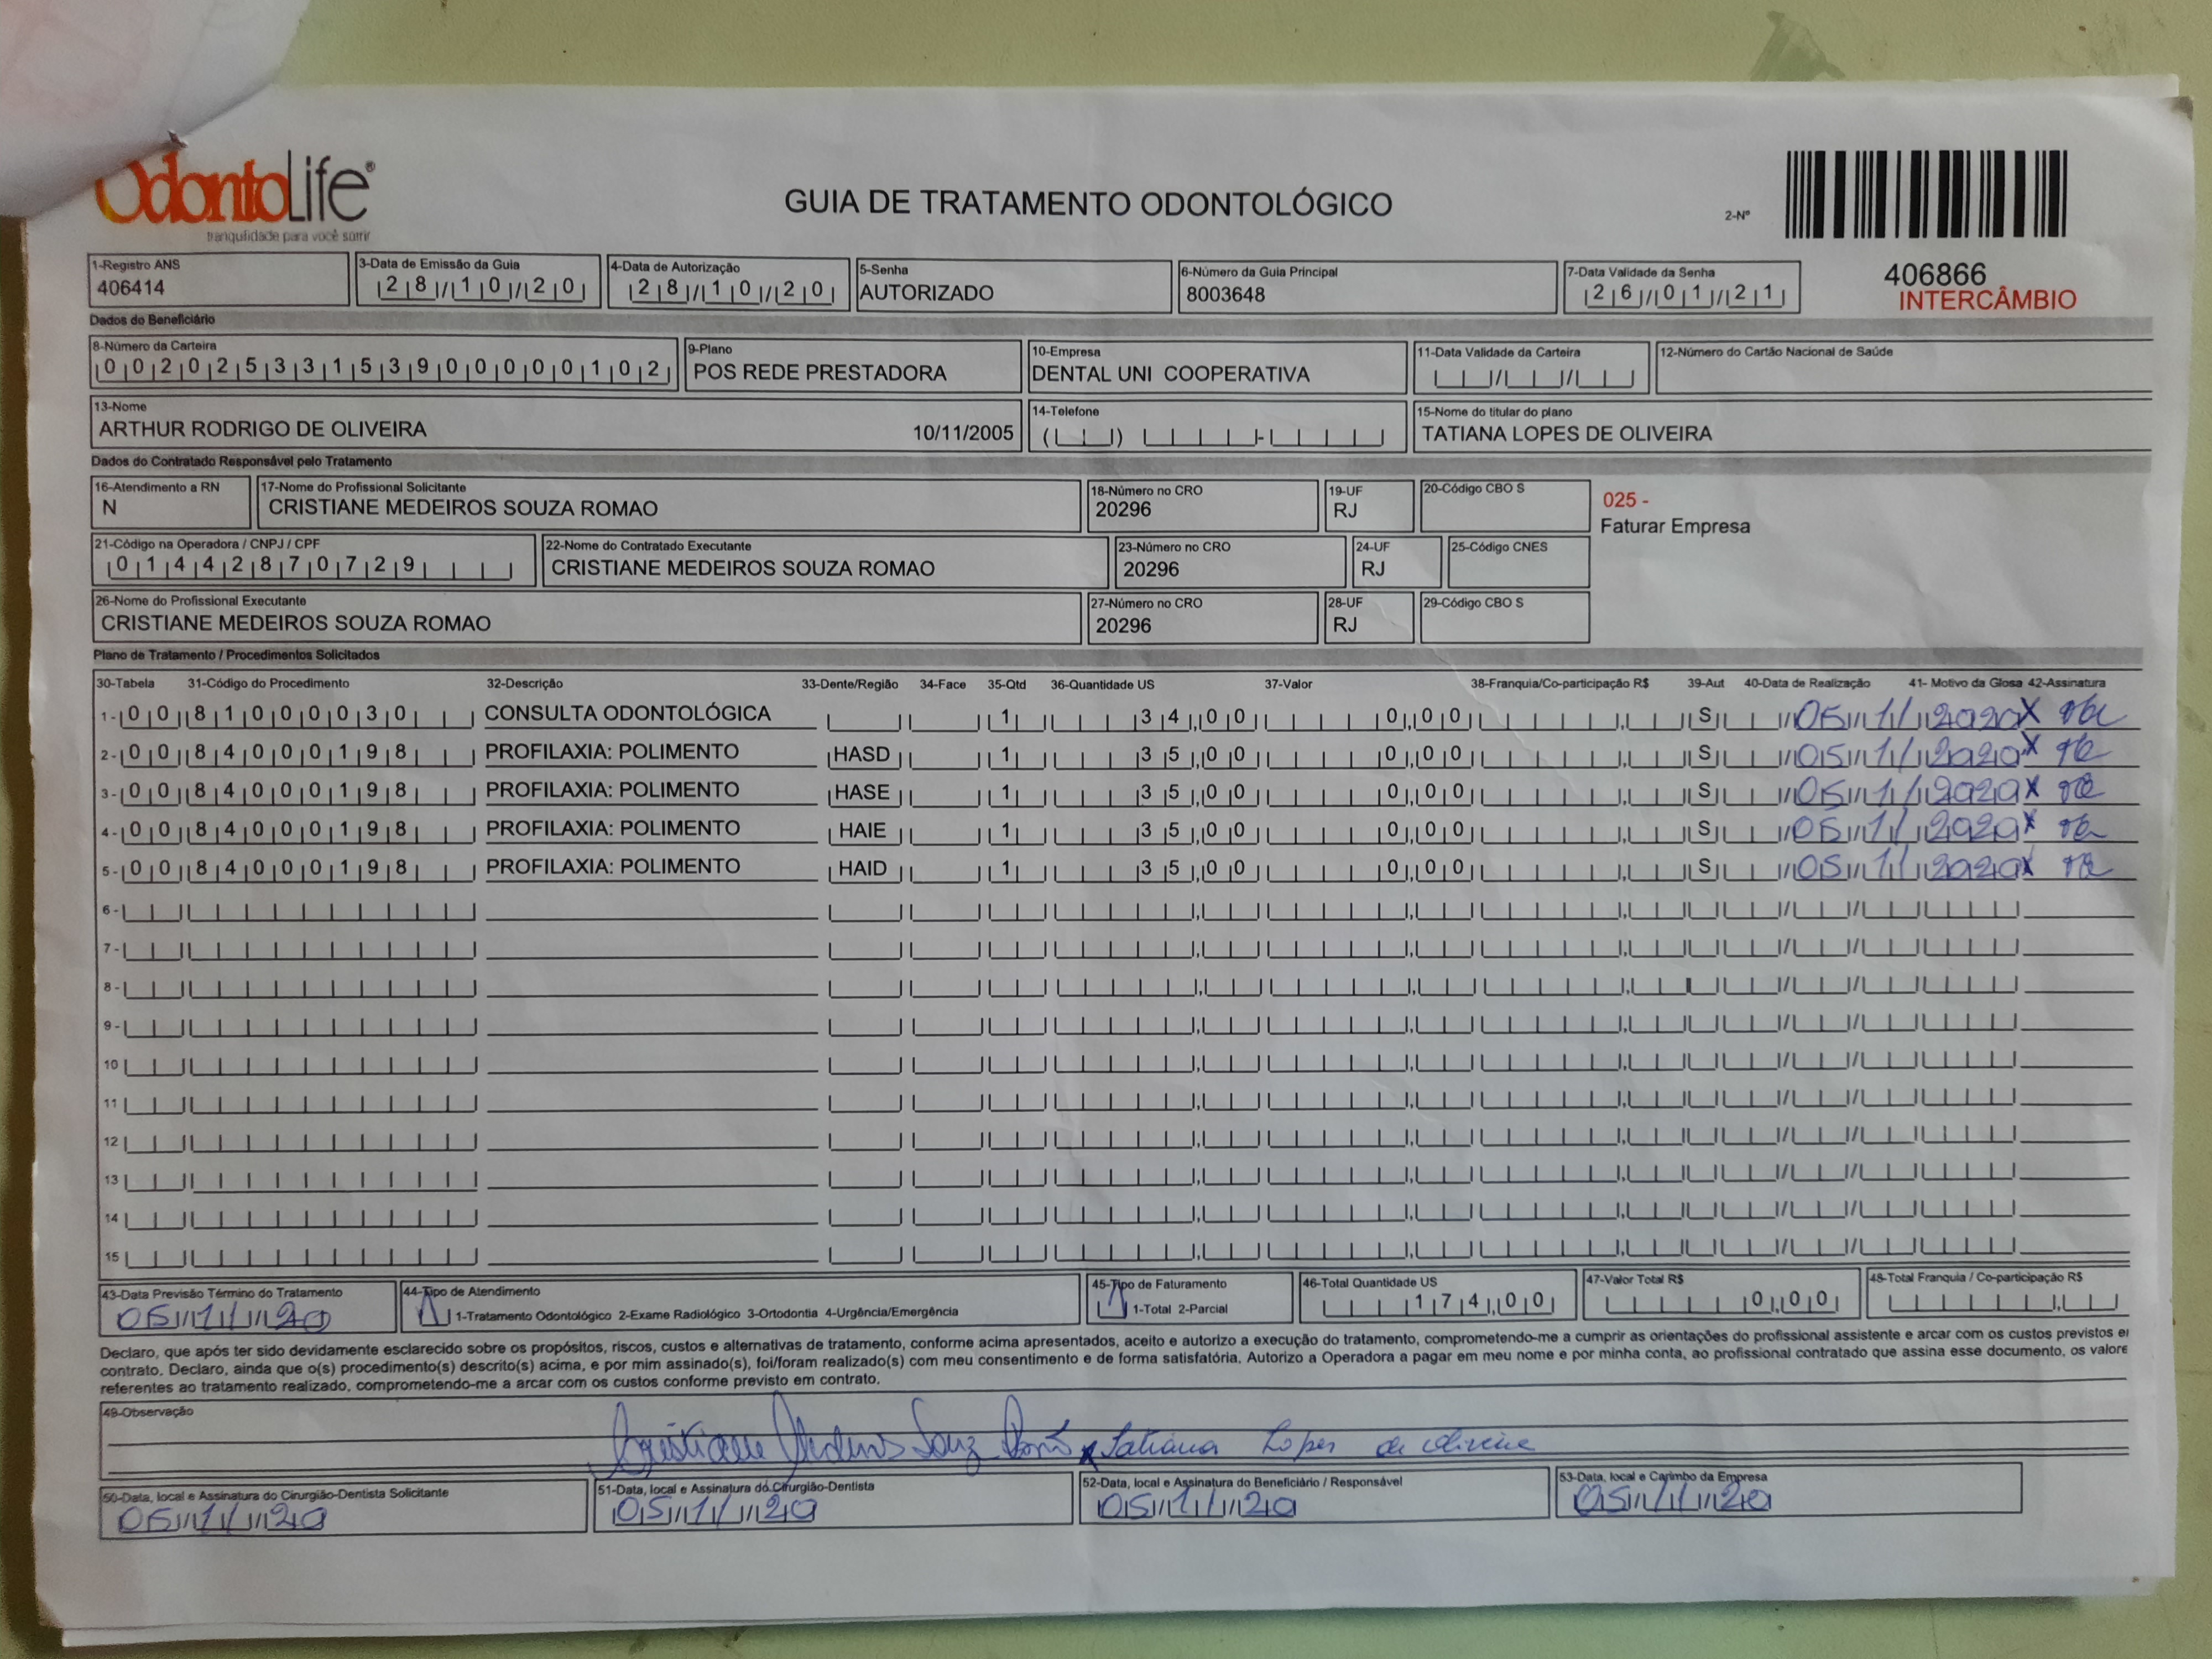 OdontoLife®
tranquilidade para você sorrir
GUIA DE TRATAMENTO ODONTOLÓGICO
2-Nº
406866
INTERCÂMBIO
1-Registro ANS
406414
3-Data de Emissão da Guia
28/10/20
4-Data de Autorização
28/10/20
5-Senha
AUTORIZADO
6-Número da Guia Principal
8003648
7-Data Validade da Senha
26/01/21
Dados do Beneficiário
8-Número da Carteira
00202533153900000102
9-Plano
POS REDE PRESTADORA
10-Empresa
DENTAL UNI COOPERATIVA
11-Data Validade da Carteira
12-Número do Cartão Nacional de Saúde
13-Nome
ARTHUR RODRIGO DE OLIVEIRA 10/11/2005
14-Telefone
15-Nome do titular do plano
TATIANA LOPES DE OLIVEIRA
Dados do Contratado Responsável pelo Tratamento
16-Atendimento a RN
N
17-Nome do Profissional Solicitante
CRISTIANE MEDEIROS SOUZA ROMAO
18-Número no CRO
20296
19-UF
RJ
20-Código CBO S
025 -
Faturar Empresa
21-Código na Operadora / CNPJ / CPF
01442870729
22-Nome do Contratado Executante
CRISTIANE MEDEIROS SOUZA ROMAO
23-Número no CRO
20296
24-UF
RJ
25-Código CNES
26-Nome do Profissional Executante
CRISTIANE MEDEIROS SOUZA ROMAO
27-Número no CRO
20296
28-UF
RJ
29-Código CBO S
Plano de Tratamento / Procedimentos Solicitados
30-Tabela 31-Código do Procedimento 32-Descrição 33-Dente/Região 34-Face 35-Qtd 36-Quantidade US 37-Valor 38-Franquia/Co-participação R$ 39-Aut 40-Data de Realização 41- Motivo da Glosa 42-Assinatura
1- 00 81000030 CONSULTA ODONTOLÓGICA 1 34,00 0,00 S 05/11/2020 X
2- 00 84000198 PROFILAXIA: POLIMENTO HASD 1 35,00 0,00 S 05/11/2020 X
3- 00 84000198 PROFILAXIA: POLIMENTO HASE 1 35,00 0,00 S 05/11/2020 X
4- 00 84000198 PROFILAXIA: POLIMENTO HAIE 1 35,00 0,00 S 05/11/2020 X
5- 00 84000198 PROFILAXIA: POLIMENTO HAID 1 35,00 0,00 S 05/11/2020 X
6-
7-
8-
9-
10
11
12
13
14
15
43-Data Previsão Término do Tratamento
05/11/20
44-Tipo de Atendimento
1 1-Tratamento Odontológico 2-Exame Radiológico 3-Ortodontia 4-Urgência/Emergência
45-Tipo de Faturamento
1 1-Total 2-Parcial
46-Total Quantidade US
174,00
47-Valor Total R$
0,00
48-Total Franquia / Co-participação R$
Declaro, que após ter sido devidamente esclarecido sobre os propósitos, riscos, custos e alternativas de tratamento, conforme acima apresentados, aceito e autorizo a execução do tratamento, comprometendo-me a cumprir as orientações do profissional assistente e arcar com os custos previstos e
contrato. Declaro, ainda que o(s) procedimento(s) descrito(s) acima, e por mim assinado(s), foi/foram realizado(s) com meu consentimento e de forma satisfatória. Autorizo a Operadora a pagar em meu nome e por minha conta, ao profissional contratado que assina esse documento, os valore
referentes ao tratamento realizado, comprometendo-me a arcar com os custos conforme previsto em contrato.
49-Observação
Cristiane Medeiros Souz Romão x Tatiana Lopes de Oliveira
50-Data, local e Assinatura do Cirurgião-Dentista Solicitante
05/11/20
51-Data, local e Assinatura do Cirurgião-Dentista
05/11/20
52-Data, local e Assinatura do Beneficiário / Responsável
05/11/20
53-Data, local e Carimbo da Empresa
05/11/20